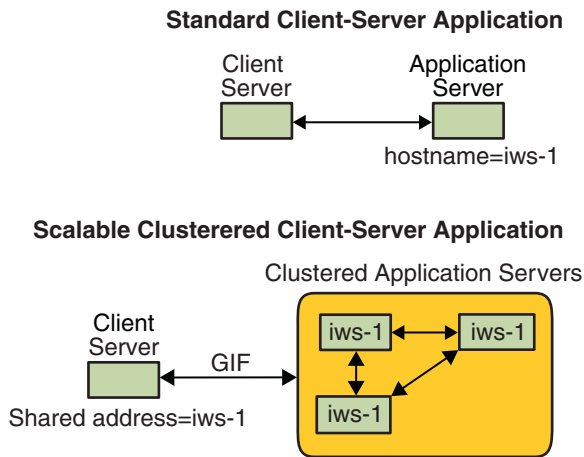 Standard Client-Server Application
Client
Server
Application
Server
hostname=iws-1
Scalable Clusterered Client-Server Application
Clustered Application Servers
Client
Server
GIF
Shared address=iws-1
iws-1
iws-1
iws-1